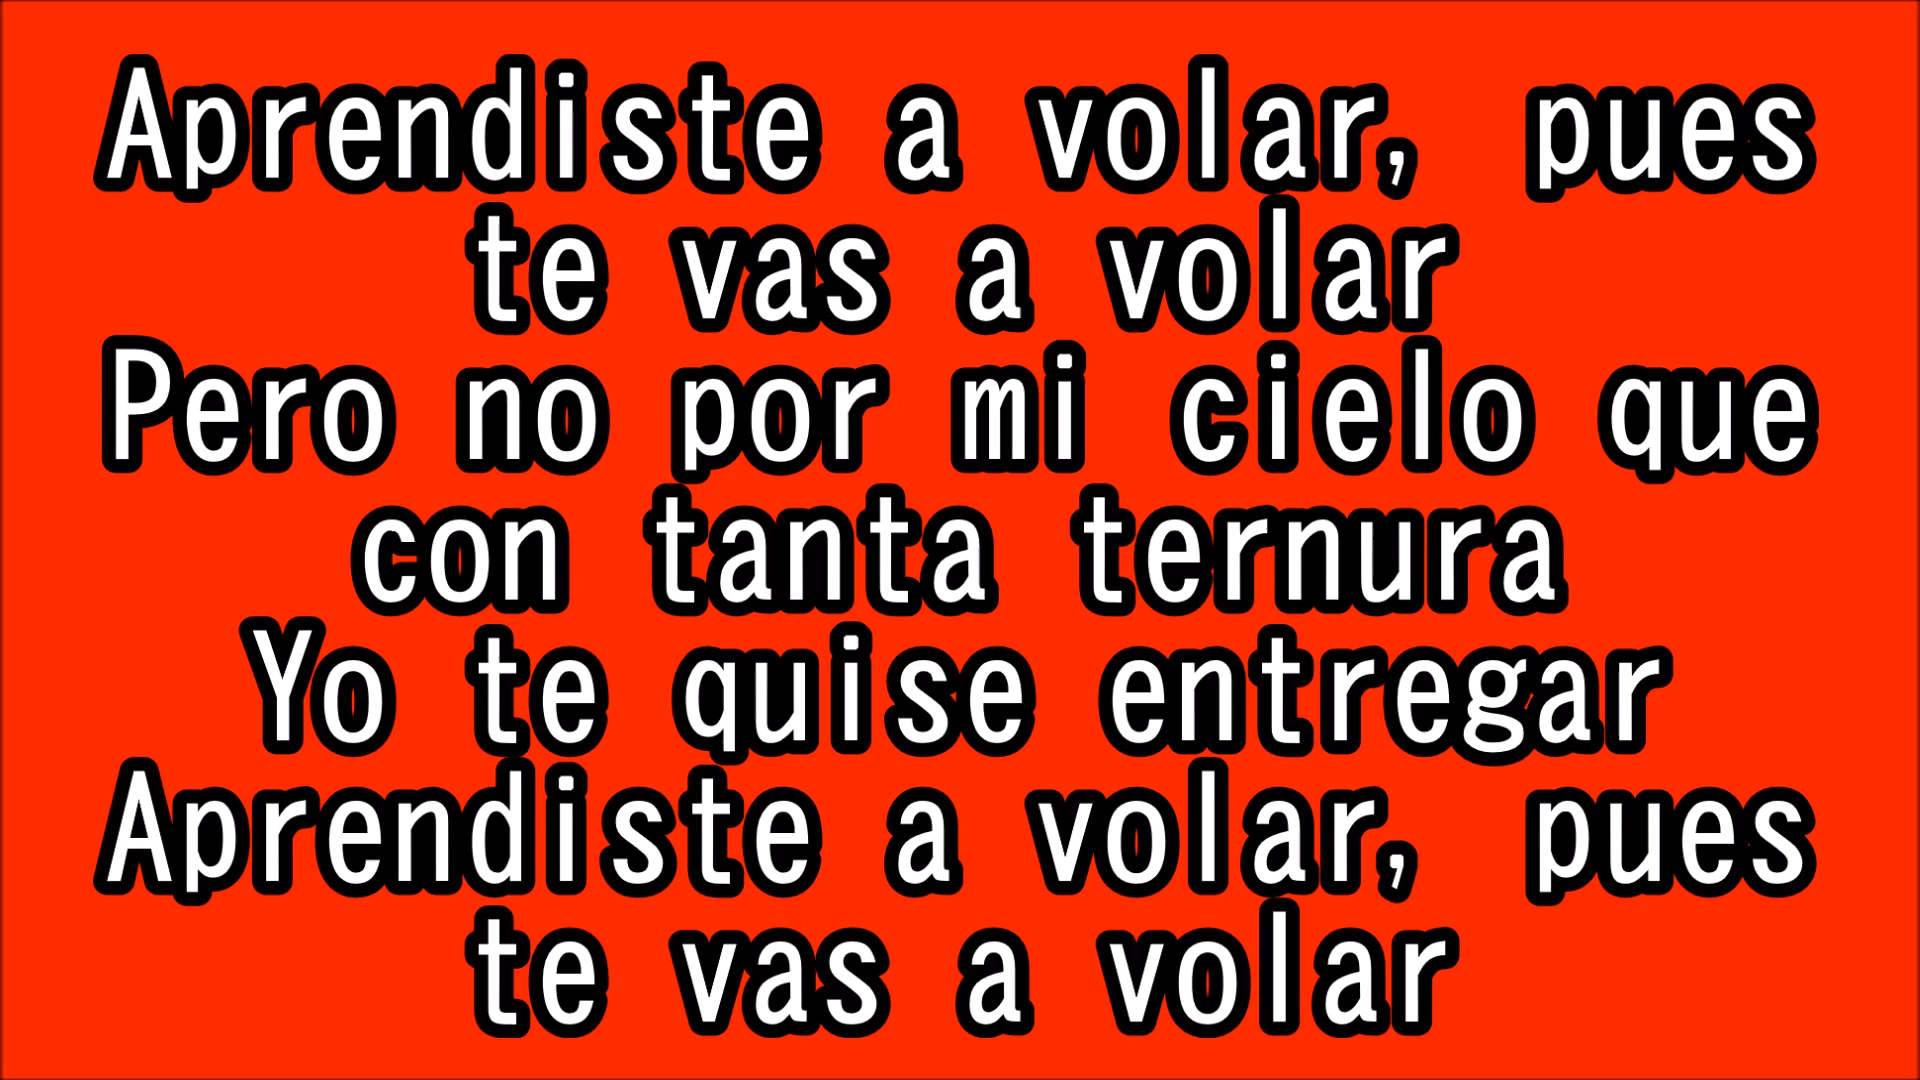 Aprendiste a volar, pues
te vas a volar
Pero no por mi cielo que
con tanta ternura
Yo te quise entregar
Aprendiste a volar, pues
te vas a volar